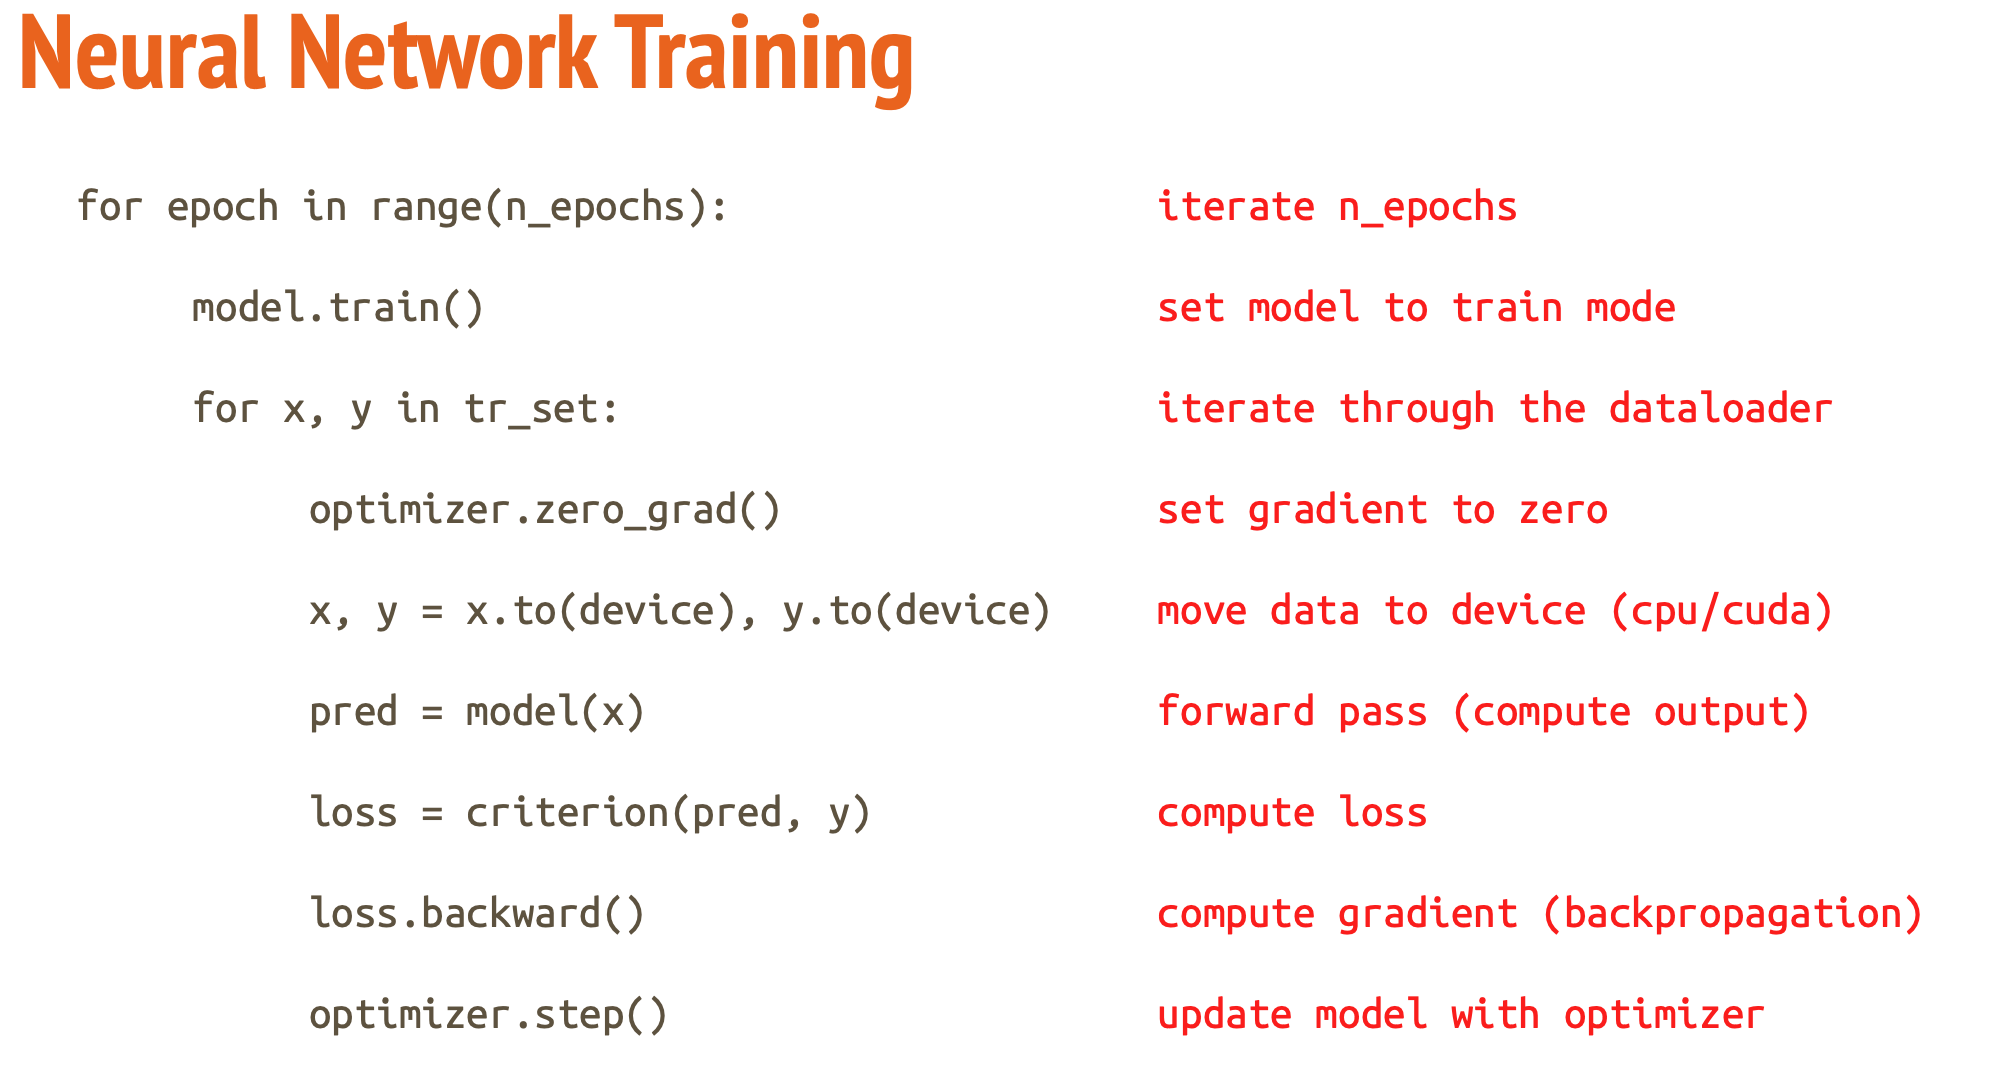 Neural Network Training
for epoch in range(n_epochs): iterate n_epochs
model.train() set model to train mode
for x, y in tr_set: iterate through the dataloader
optimizer.zero_grad() set gradient to zero
x, y = x.to(device), y.to(device) move data to device (cpu/cuda)
pred = model(x) forward pass (compute output)
loss = criterion(pred, y) compute loss
loss.backward() compute gradient (backpropagation)
optimizer.step() update model with optimizer